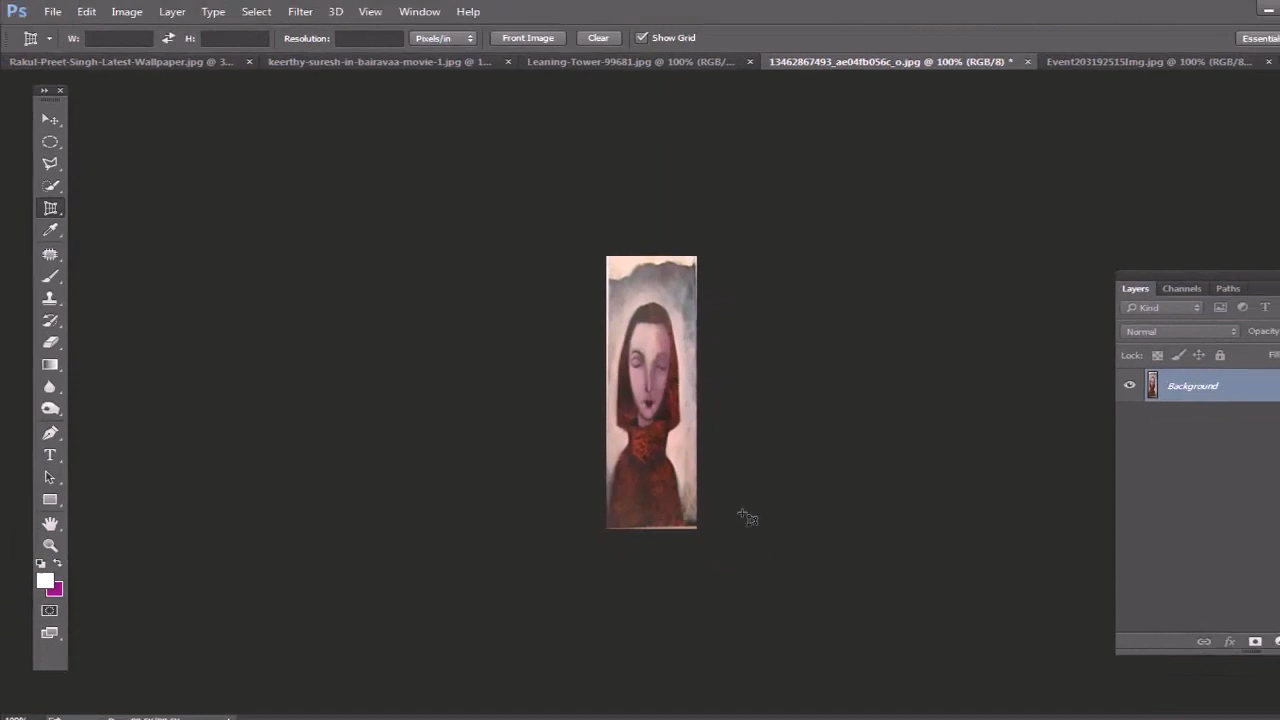 Ps File Edit Image Layer Type Select Filter 3D View Window Help
W: H: Resolution: Pixels/in Front Image Clear Show Grid Essential
Rakul-Preet-Singh-Latest-Wallpaper.jpg @ 3... × keerthy-suresh-in-bairavaa-movie-1.jpg @ 1... × Leaning-Tower-99681.jpg @ 100% (RGB/... × 13462867493_ae04fb056c_o.jpg @ 100% (RGB/8) * × Event203192515Img.jpg @ 100% (RGB/8... ×
Layers Channels Paths
Kind T
Normal Opacity
Lock: Fil
Background
T
fx